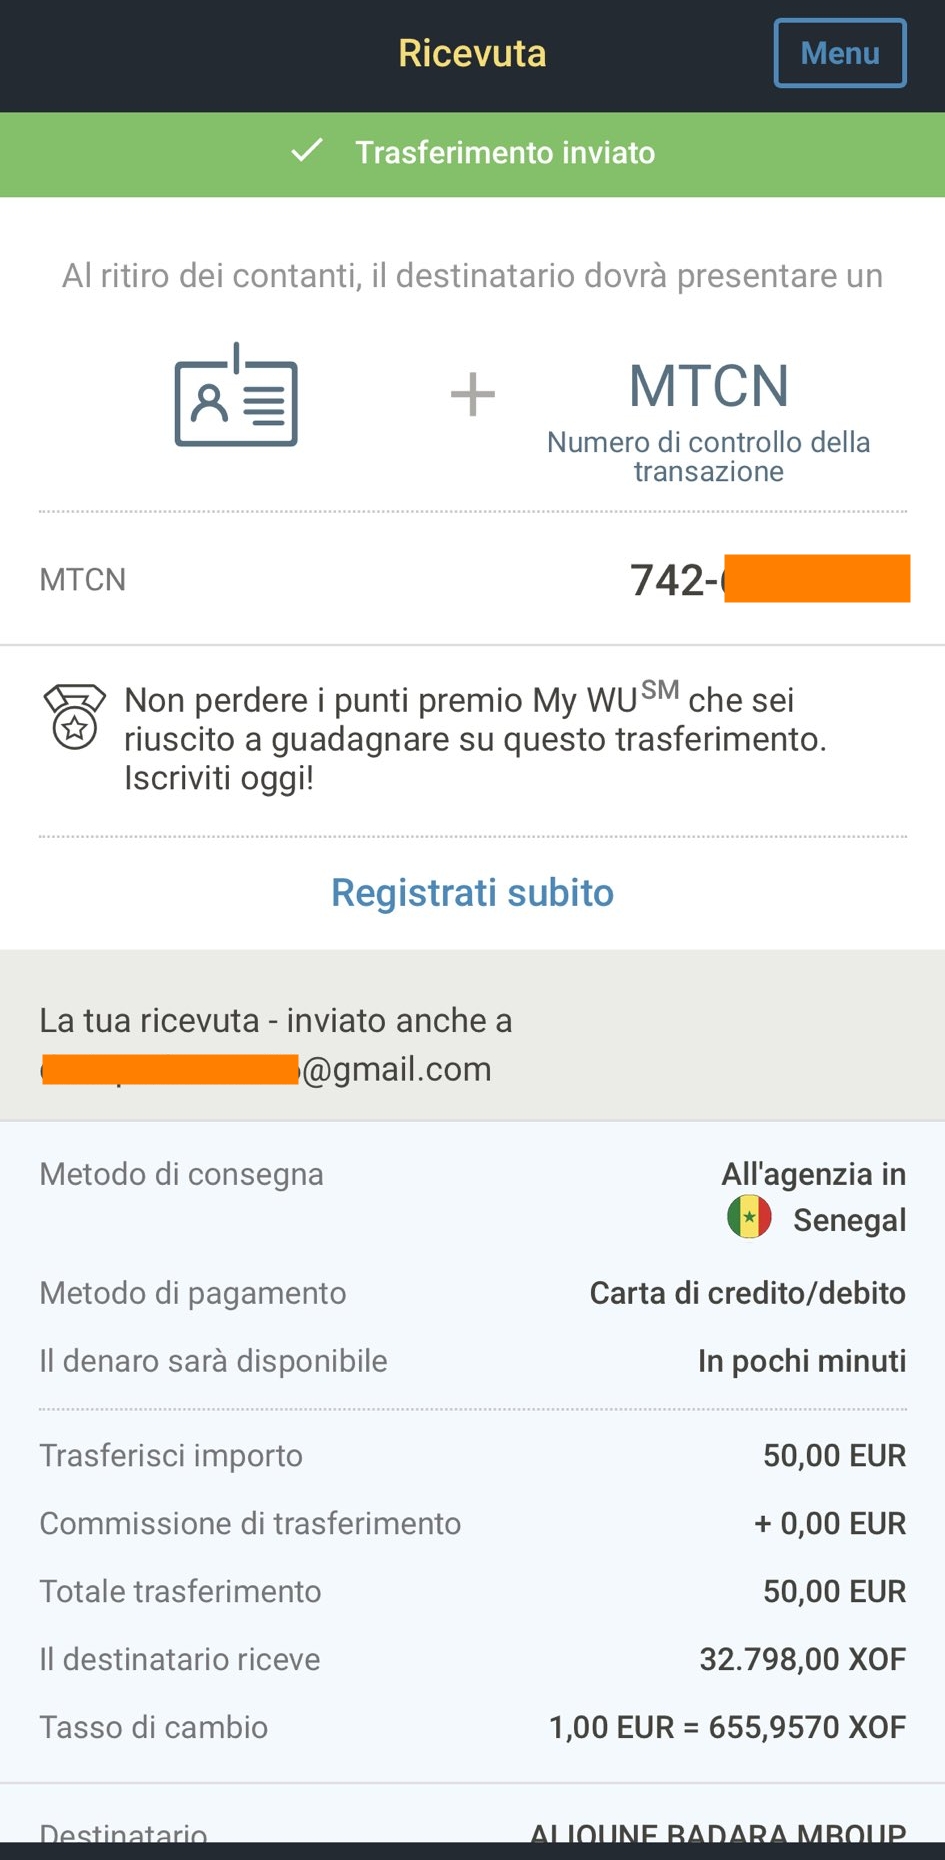 Ricevuta
Menu
Trasferimento inviato
Al ritiro dei contanti, il destinatario dovrà presentare un
MTCN
Numero di controllo della
transazione
MTCN
742-
Non perdere i punti premio My WU SM che sei
riuscito a guadagnare su questo trasferimento.
Iscriviti oggi!
Registrati subito
La tua ricevuta - inviato anche a
@gmail.com
Metodo di consegna
All'agenzia in
Senegal
Metodo di pagamento
Carta di credito/debito
Il denaro sarà disponibile
In pochi minuti
Trasferisci importo
50,00 EUR
Commissione di trasferimento
+ 0,00 EUR
Totale trasferimento
50,00 EUR
Il destinatario riceve
32.798,00 XOF
Tasso di cambio
1,00 EUR = 655,9570 XOF
Destinatario
ALIOUNE BADARA MBOUP